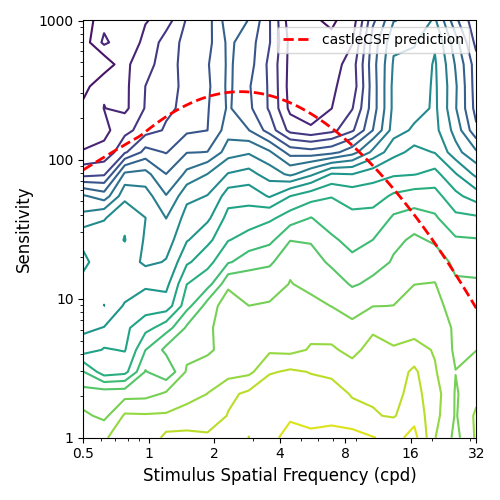 castleCSF prediction
1000
100
10
1
Sensitivity
0.5 1 2 4 8 16 32
Stimulus Spatial Frequency (cpd)